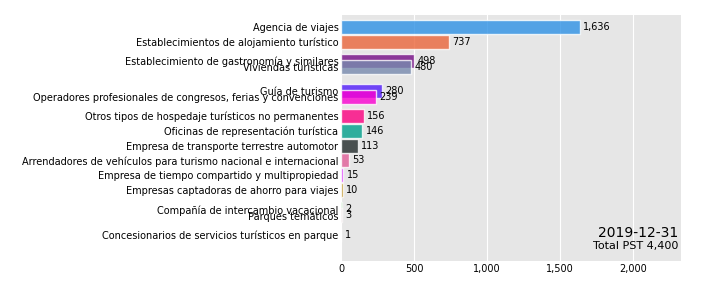 Agencia de viajes 1,636
Establecimientos de alojamiento turístico 737
Establecimiento de gastronomía y similares 498
Viviendas turísticas 480
Guía de turismo 280
Operadores profesionales de congresos, ferias y convenciones 239
Otros tipos de hospedaje turísticos no permanentes 156
Oficinas de representación turística 146
Empresa de transporte terrestre automotor 113
Arrendadores de vehículos para turismo nacional e internacional 53
Empresa de tiempo compartido y multipropiedad 15
Empresas captadoras de ahorro para viajes 10
Compañía de intercambio vacacional 2
Parques temáticos 3
Concesionarios de servicios turísticos en parque 1
2019-12-31
Total PST 4,400
0 500 1,000 1,500 2,000